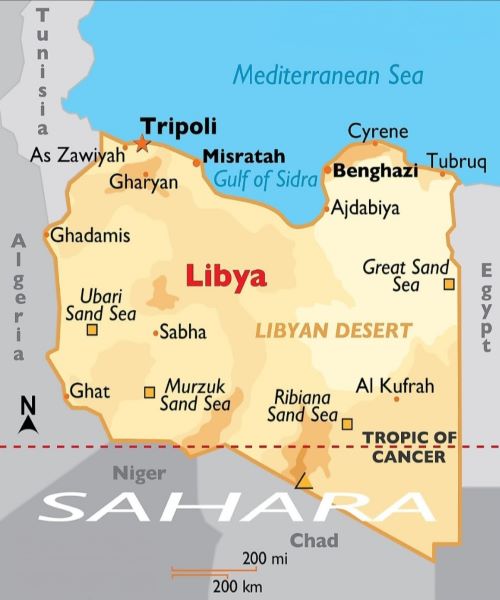 Tunisia
Mediterranean Sea
Tripoli
Cyrene
As Zawiyah
Misratah
Benghazi
Tubruq
Gharyan
Gulf of Sidra
Ajdabiya
Ghadamis
Algeria
Libya
Great Sand
Sea
Egypt
Ubari
Sand Sea
Sabha
LIBYAN DESERT
Ghat
Murzuk
Sand Sea
Ribiana
Sand Sea
Al Kufrah
N
TROPIC OF
CANCER
Niger
SAHARA
Chad
200 mi
200 km